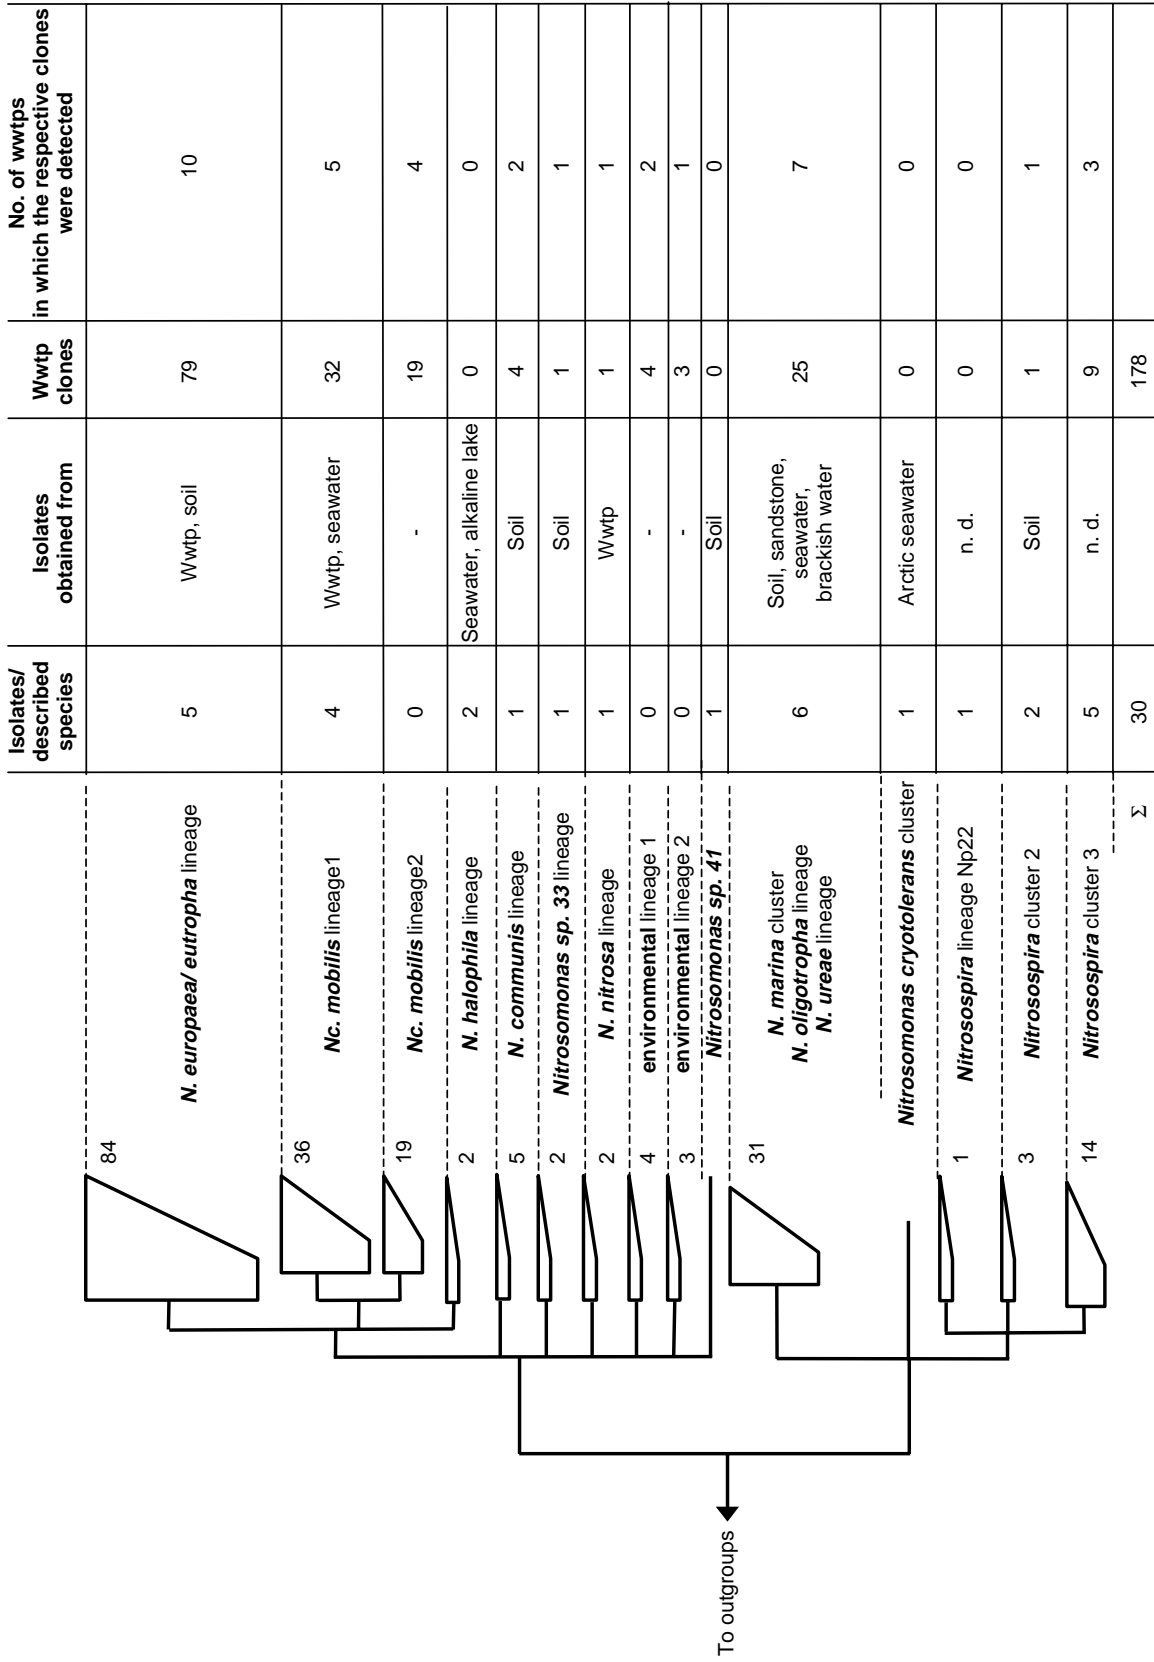 Isolates/
described
species
Isolates
obtained from
Wwtp
clones
No. of wwtps
in which the respective clones
were detected
84
N. europaea/ eutropha lineage
5
Wwtp, soil
79
10
36
Nc. mobilis lineage1
4
Wwtp, seawater
32
5
19
Nc. mobilis lineage2
0
-
19
4
2
N. halophila lineage
2
Seawater, alkaline lake
0
0
5
N. communis lineage
1
Soil
4
2
2
Nitrosomonas sp. 33 lineage
1
Soil
1
1
2
N. nitrosa lineage
1
Wwtp
1
1
4
environmental lineage 1
0
-
4
2
3
environmental lineage 2
0
-
3
1
Nitrosomonas sp. 41
1
Soil
0
0
31
N. marina cluster
N. oligotropha lineage
N. ureae lineage
6
Soil, sandstone,
seawater,
brackish water
25
7
Nitrosomonas cryotolerans cluster
1
Arctic seawater
0
0
1
Nitrosospira lineage Np22
1
n. d.
0
0
3
Nitrosospira cluster 2
2
Soil
1
1
14
Nitrosospira cluster 3
5
n. d.
9
3
Σ
30
178
To outgroups